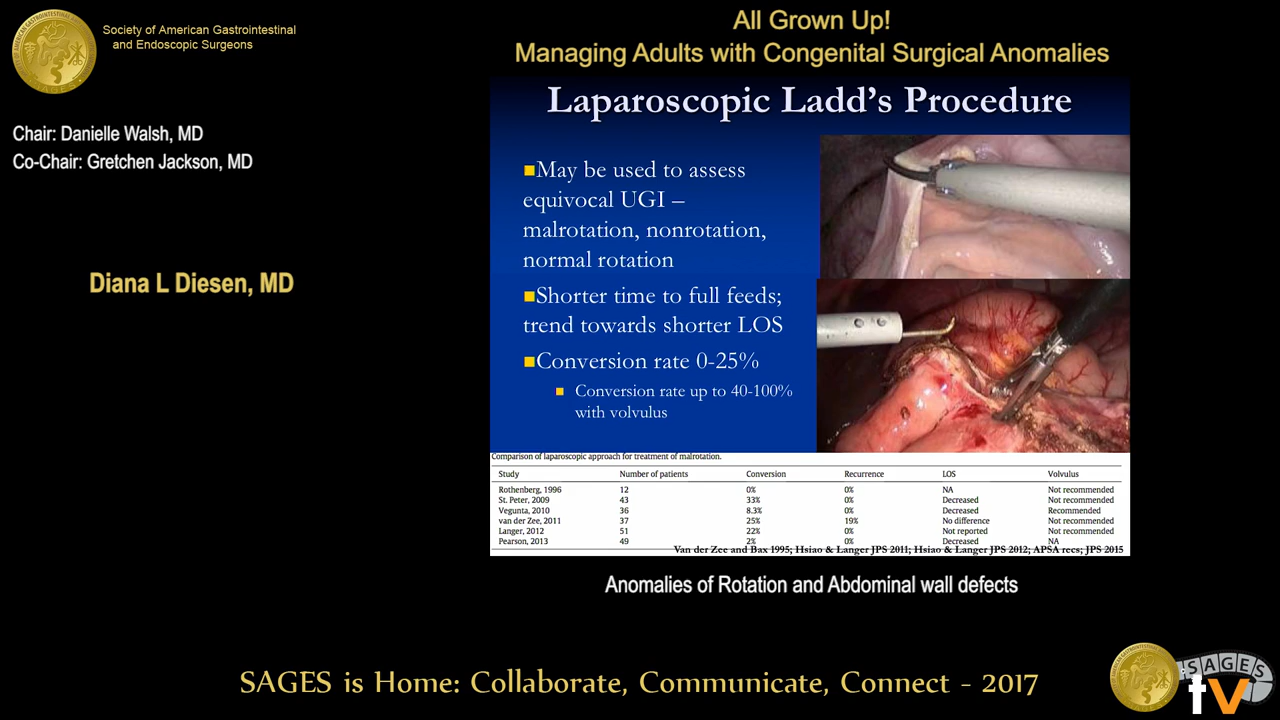 Society of American Gastrointestinal
and Endoscopic Surgeons
Chair: Danielle Walsh, MD
Co-Chair: Gretchen Jackson, MD
Diana L Diesen, MD
All Grown Up!
Managing Adults with Congenital Surgical Anomalies
Laparoscopic Ladd's Procedure
■May be used to assess
equivocal UGI –
malrotation, nonrotation,
normal rotation
■Shorter time to full feeds;
trend towards shorter LOS
■Conversion rate 0-25%
■ Conversion rate up to 40-100%
with volvulus
Comparison of laparoscopic approach for treatment of malrotation.
Study Number of patients Conversion Recurrence LOS Volvulus
Rothenberg, 1996 12 0% 0% NA Not recommended
St. Peter, 2009 43 33% 0% Decreased Not recommended
Vegunta, 2010 36 8.3% 0% Decreased Recommended
van der Zee, 2011 37 25% 19% No difference Not recommended
Langer, 2012 51 22% 0% Not reported Not recommended
Pearson, 2013 49 2% 0% Decreased NA
Van der Zee and Bax 1995; Hsiao & Langer JPS 2011; Hsiao & Langer JPS 2012; APSA recs; JPS 2015
Anomalies of Rotation and Abdominal wall defects
SAGES is Home: Collaborate, Communicate, Connect - 2017
SAGES
tv